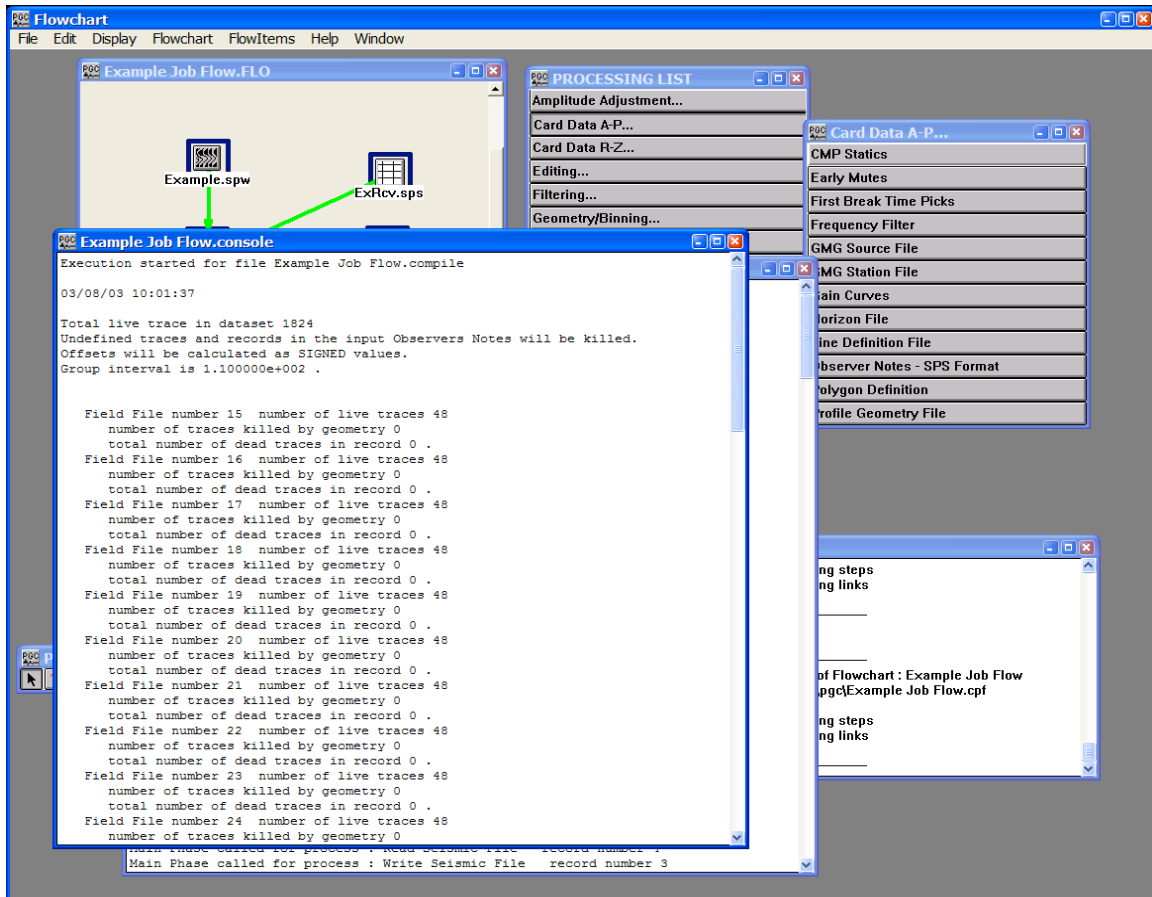 Flowchart
File Edit Display Flowchart FlowItems Help Window
Example Job Flow.FLO
Example.spw
ExRcv.sps
PROCESSING LIST
Amplitude Adjustment...
Card Data A-P...
Card Data R-Z...
Editing...
Filtering...
Geometry/Binning...
Card Data A-P...
CMP Statics
Early Mutes
First Break Time Picks
Frequency Filter
GMG Source File
GMG Station File
Gain Curves
Horizon File
Line Definition File
Observer Notes - SPS Format
Polygon Definition
Profile Geometry File
Example Job Flow.console
Execution started for file Example Job Flow.compile
03/08/03 10:01:37
Total live trace in dataset 1824
Undefined traces and records in the input Observers Notes will be killed.
Offsets will be calculated as SIGNED values.
Group interval is 1.100000e+002 .
Field File number 15 number of live traces 48
number of traces killed by geometry 0
total number of dead traces in record 0 .
Field File number 16 number of live traces 48
number of traces killed by geometry 0
total number of dead traces in record 0 .
Field File number 17 number of live traces 48
number of traces killed by geometry 0
total number of dead traces in record 0 .
Field File number 18 number of live traces 48
number of traces killed by geometry 0
total number of dead traces in record 0 .
Field File number 19 number of live traces 48
number of traces killed by geometry 0
total number of dead traces in record 0 .
Field File number 20 number of live traces 48
number of traces killed by geometry 0
total number of dead traces in record 0 .
Field File number 21 number of live traces 48
number of traces killed by geometry 0
total number of dead traces in record 0 .
Field File number 22 number of live traces 48
number of traces killed by geometry 0
total number of dead traces in record 0 .
Field File number 23 number of live traces 48
number of traces killed by geometry 0
total number of dead traces in record 0 .
Field File number 24 number of live traces 48
number of traces killed by geometry 0
Main Phase called for process : Read Seismic File record number
Main Phase called for process : Write Seismic File record number 3
ng steps
ng links
of Flowchart : Example Job Flow
pgc\Example Job Flow.cpf
ng steps
ng links